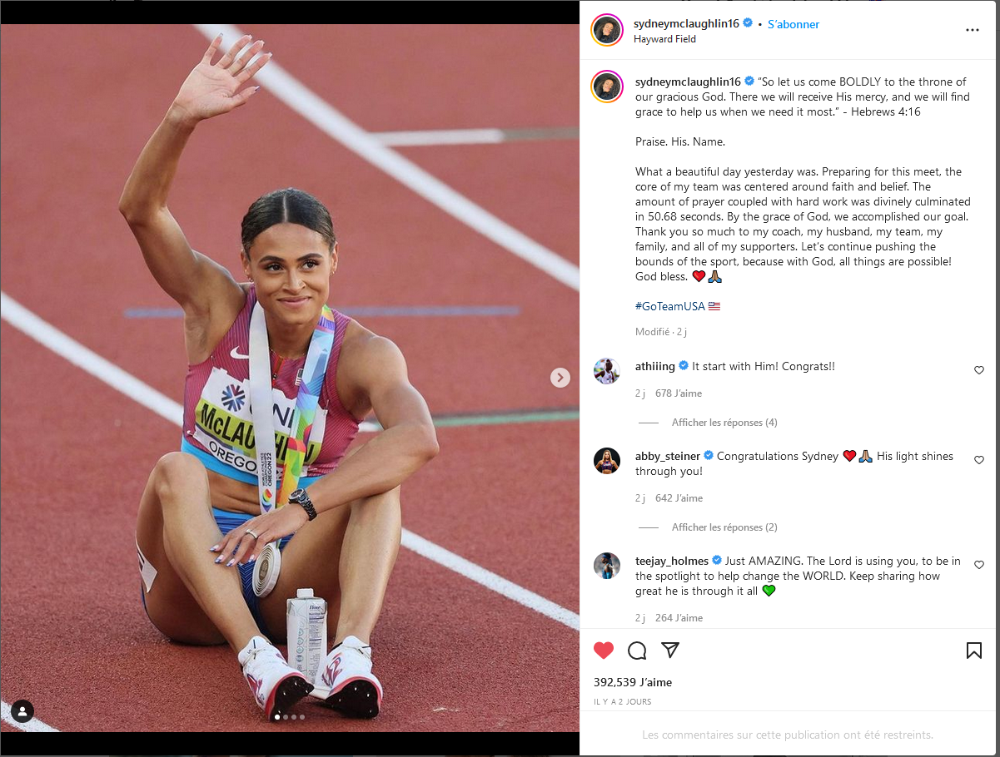 sydneymclaughlin16 • S’abonner
Hayward Field
sydneymclaughlin16 “So let us come BOLDLY to the throne of
our gracious God. There we will receive His mercy, and we will find
grace to help us when we need it most.” - Hebrews 4:16
Praise. His. Name.
What a beautiful day yesterday was. Preparing for this meet, the
core of my team was centered around faith and belief. The
amount of prayer coupled with hard work was divinely culminated
in 50.68 seconds. By the grace of God, we accomplished our goal.
Thank you so much to my coach, my husband, my team, my
family, and all of my supporters. Let’s continue pushing the
bounds of the sport, because with God, all things are possible!
God bless. ❤️🙏🏽
#GoTeamUSA 🇺🇸
Modifié · 2 j
athiiing It start with Him! Congrats!!
2 j 678 J’aime
Afficher les réponses (4)
abby_steiner Congratulations Sydney ❤️🙏🏽 His light shines
through you!
2 j 642 J’aime
Afficher les réponses (2)
teejay_holmes Just AMAZING. The Lord is using you, to be in
the spotlight to help change the WORLD. Keep sharing how
great he is through it all 💚
2 j 264 J’aime
392,539 J’aime
IL Y A 2 JOURS
Les commentaires sur cette publication ont été restreints.
OREGON22